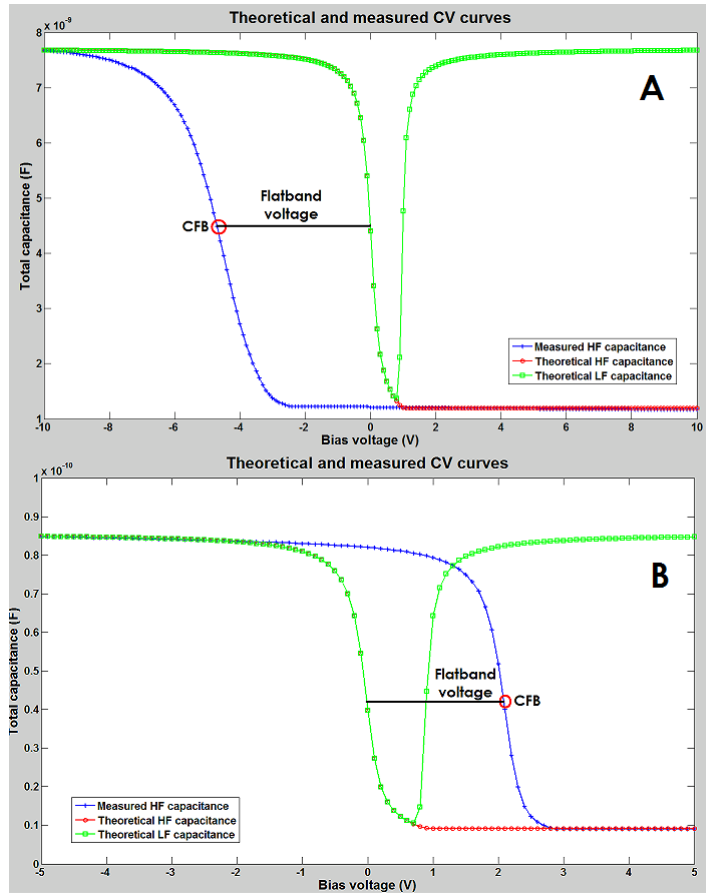 Theoretical and measured CV curves
x 10⁻⁹
8
7
6
5
4
3
2
1
Total capacitance (F)
A
Flatband
voltage
CFB
Measured HF capacitance
Theoretical HF capacitance
Theoretical LF capacitance
-10 -8 -6 -4 -2 0 2 4 6 8 10
Bias voltage (V)
Theoretical and measured CV curves
x 10⁻¹⁰
1
0.9
0.8
0.7
0.6
0.5
0.4
0.3
0.2
0.1
0
Total capacitance (F)
B
Flatband
voltage
CFB
Measured HF capacitance
Theoretical HF capacitance
Theoretical LF capacitance
-5 -4 -3 -2 -1 0 1 2 3 4 5
Bias voltage (V)